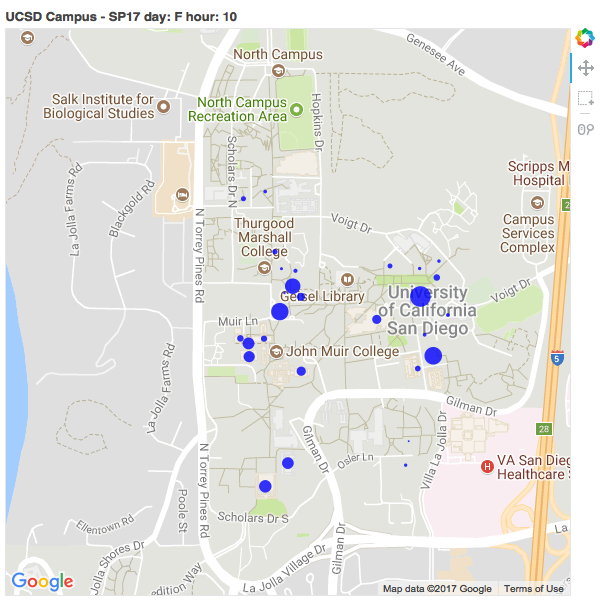 UCSD Campus - SP17 day: F hour: 10
Genesee Ave
North Campus
Salk Institute for
Biological Studies
North Campus
Recreation Area
Hopkins Dr
Scholars Dr N
Scripps M
Hospital
La Jolla Farms Rd
Blackgold Rd
2
N Torrey Pines Rd
Thurgood
Marshall
College
Voigt Dr
Campus
Services
Complex
Geisel Library
University
of California
San Diego
Voigt Dr
Muir Ln
John Muir College
5
La Jolla Farms Rd
Gilman Dr
28
N Torrey Pines Rd
Gilman Dr
Osler Ln
Villa La Jolla Dr
H
VA San Dieg
Healthcare S
Poole St
Ellentown Rd
Scholars Dr S
La
La Jolla Shores Dr
Gilman Dr
edition Way
La Jolla Village Dr
Google
Map data ©2017 Google
Terms of Use